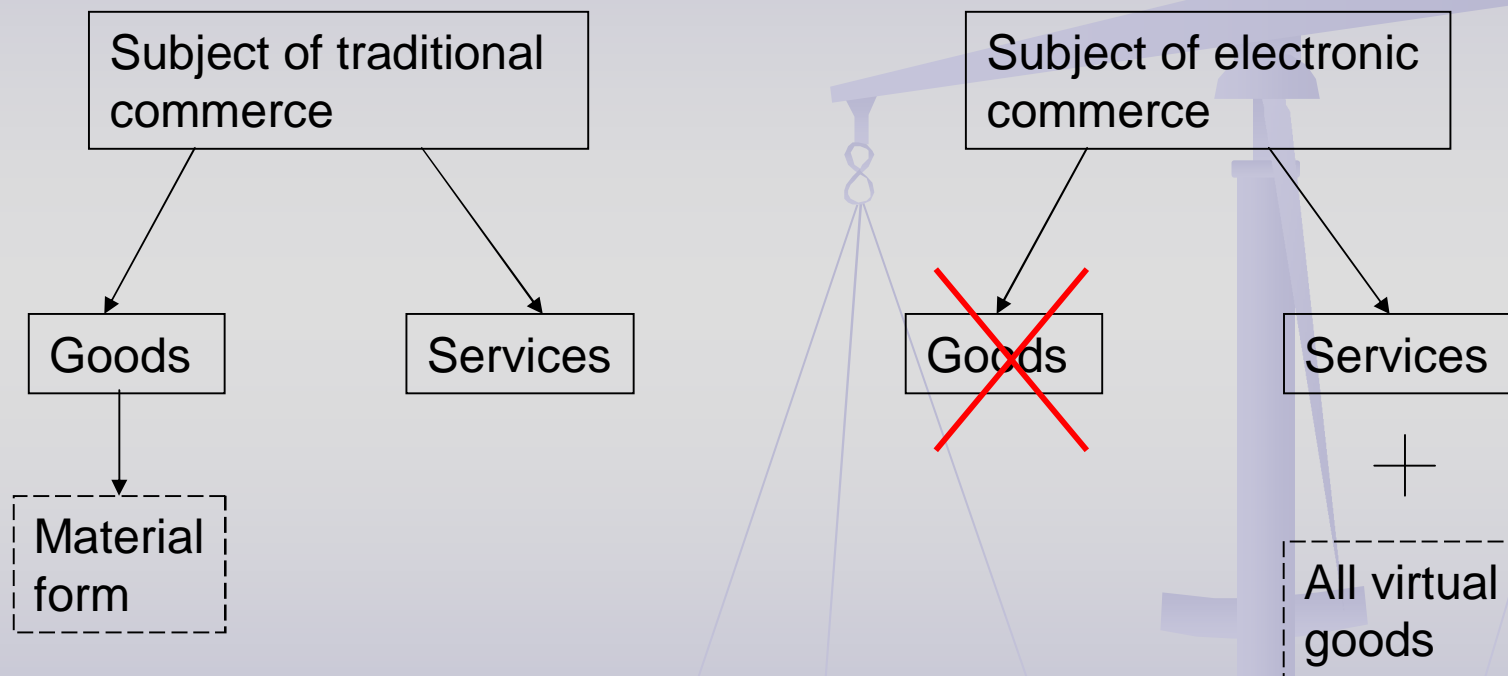 Subject of traditional
commerce
Goods
Services
Material
form
Subject of electronic
commerce
Goods
Services
All virtual
goods